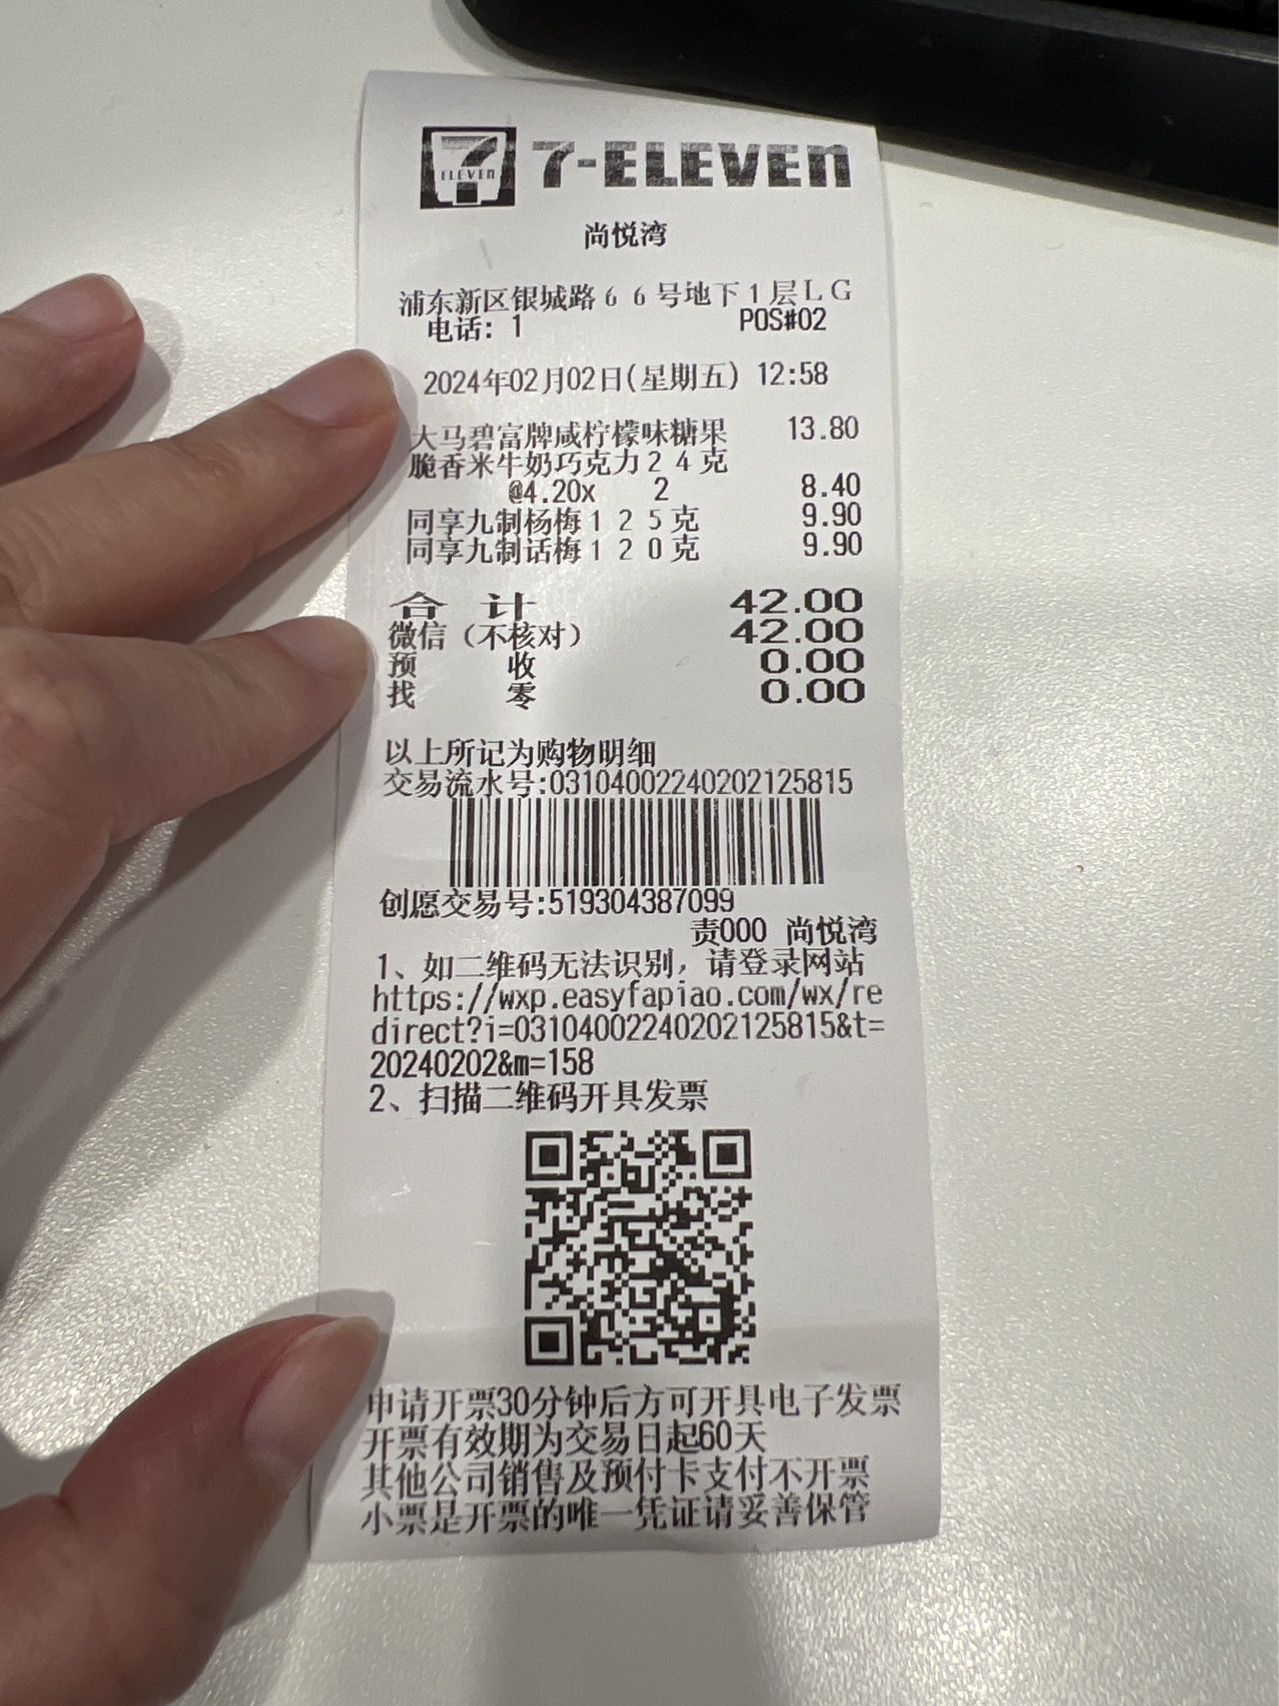 7 ELEVEN 7-ELEVEN
尚悦湾
浦东新区银城路66号地下1层LG
电话: 1 POS#02
2024年02月02日(星期五) 12:58
大马碧富牌咸柠檬味糖果 13.80
脆香米牛奶巧克力24克
@4.20x 2 8.40
同享九制杨梅125克 9.90
同享九制话梅120克 9.90
合 计 42.00
微信（不核对） 42.00
预 收 0.00
找 零 0.00
以上所记为购物明细
交易流水号:03104002240202125815
创愿交易号:519304387099
责000 尚悦湾
1、如二维码无法识别，请登录网站
https://wxp.easyfapiao.com/wx/re
direct?i=03104002240202125815&t=
20240202&m=158
2、扫描二维码开具发票
申请开票30分钟后方可开具电子发票
开票有效期为交易日起60天
其他公司销售及预付卡支付不开票
小票是开票的唯一凭证请妥善保管